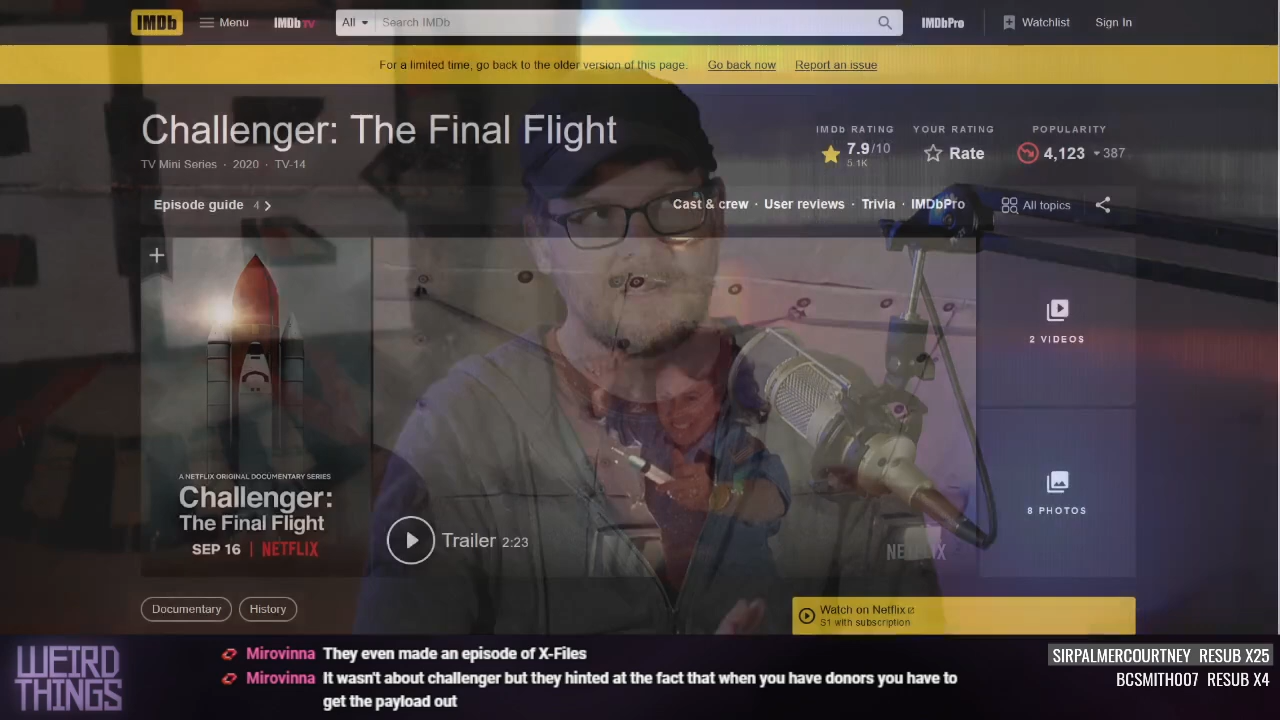 IMDb Menu IMDb TV All Search IMDb IMDbPro Watchlist Sign In
For a limited time, go back to the older version of this page. Go back now Report an issue
Challenger: The Final Flight
TV Mini Series · 2020 · TV-14
IMDb RATING YOUR RATING POPULARITY
7.9/10 Rate 4,123 387
5.1K
Episode guide 4
Cast & crew · User reviews · Trivia · IMDbPro All topics
A NETFLIX ORIGINAL DOCUMENTARY SERIES
Challenger:
The Final Flight
SEP 16 | NETFLIX
Trailer 2:23
NETFLIX
2 VIDEOS
8 PHOTOS
Documentary History
Watch on Netflix
S1 with subscription
WEIRD
THINGS
Mirovinna They even made an episode of X-Files
Mirovinna It wasn't about challenger but they hinted at the fact that when you have donors you have to
get the payload out
SIRPALMERCOURTNEY RESUB X25
BCSMITH007 RESUB X4